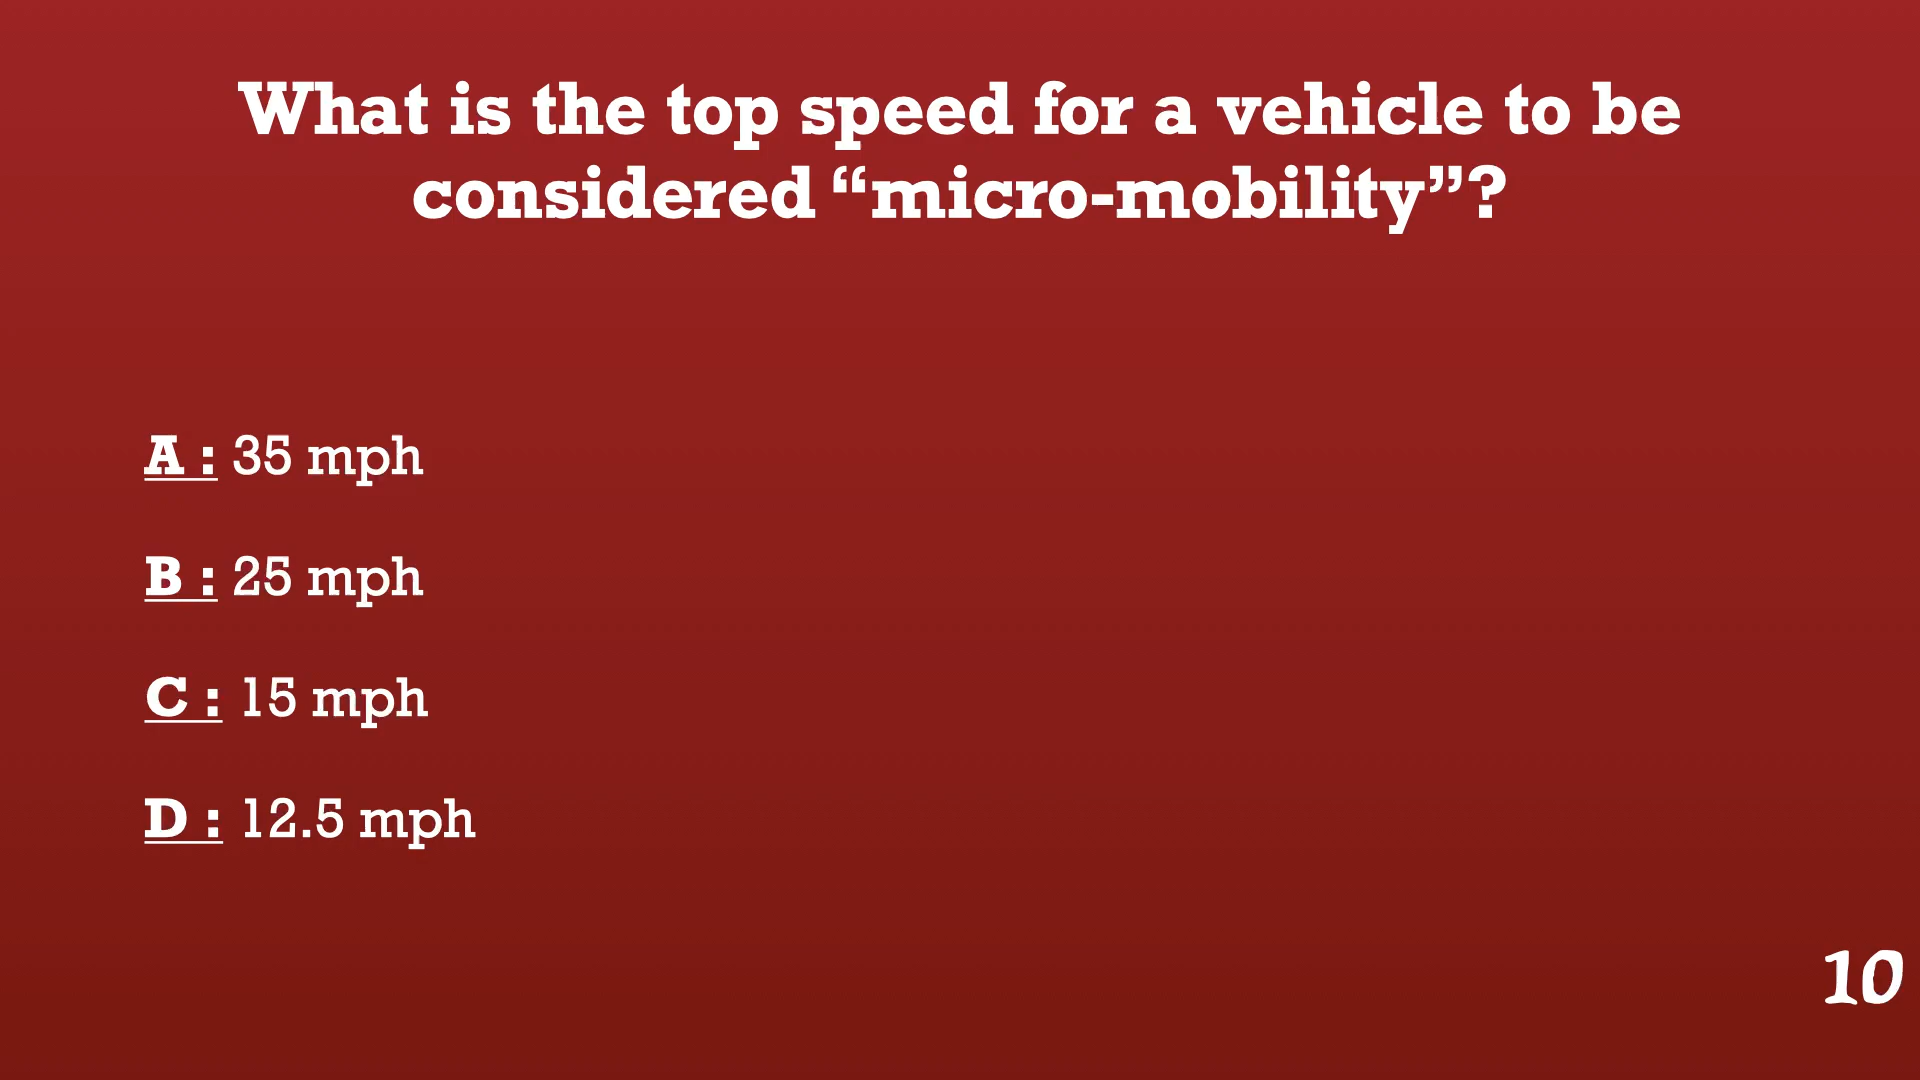 What is the top speed for a vehicle to be
considered “micro-mobility”?
A : 35 mph
B : 25 mph
C : 15 mph
D : 12.5 mph
10